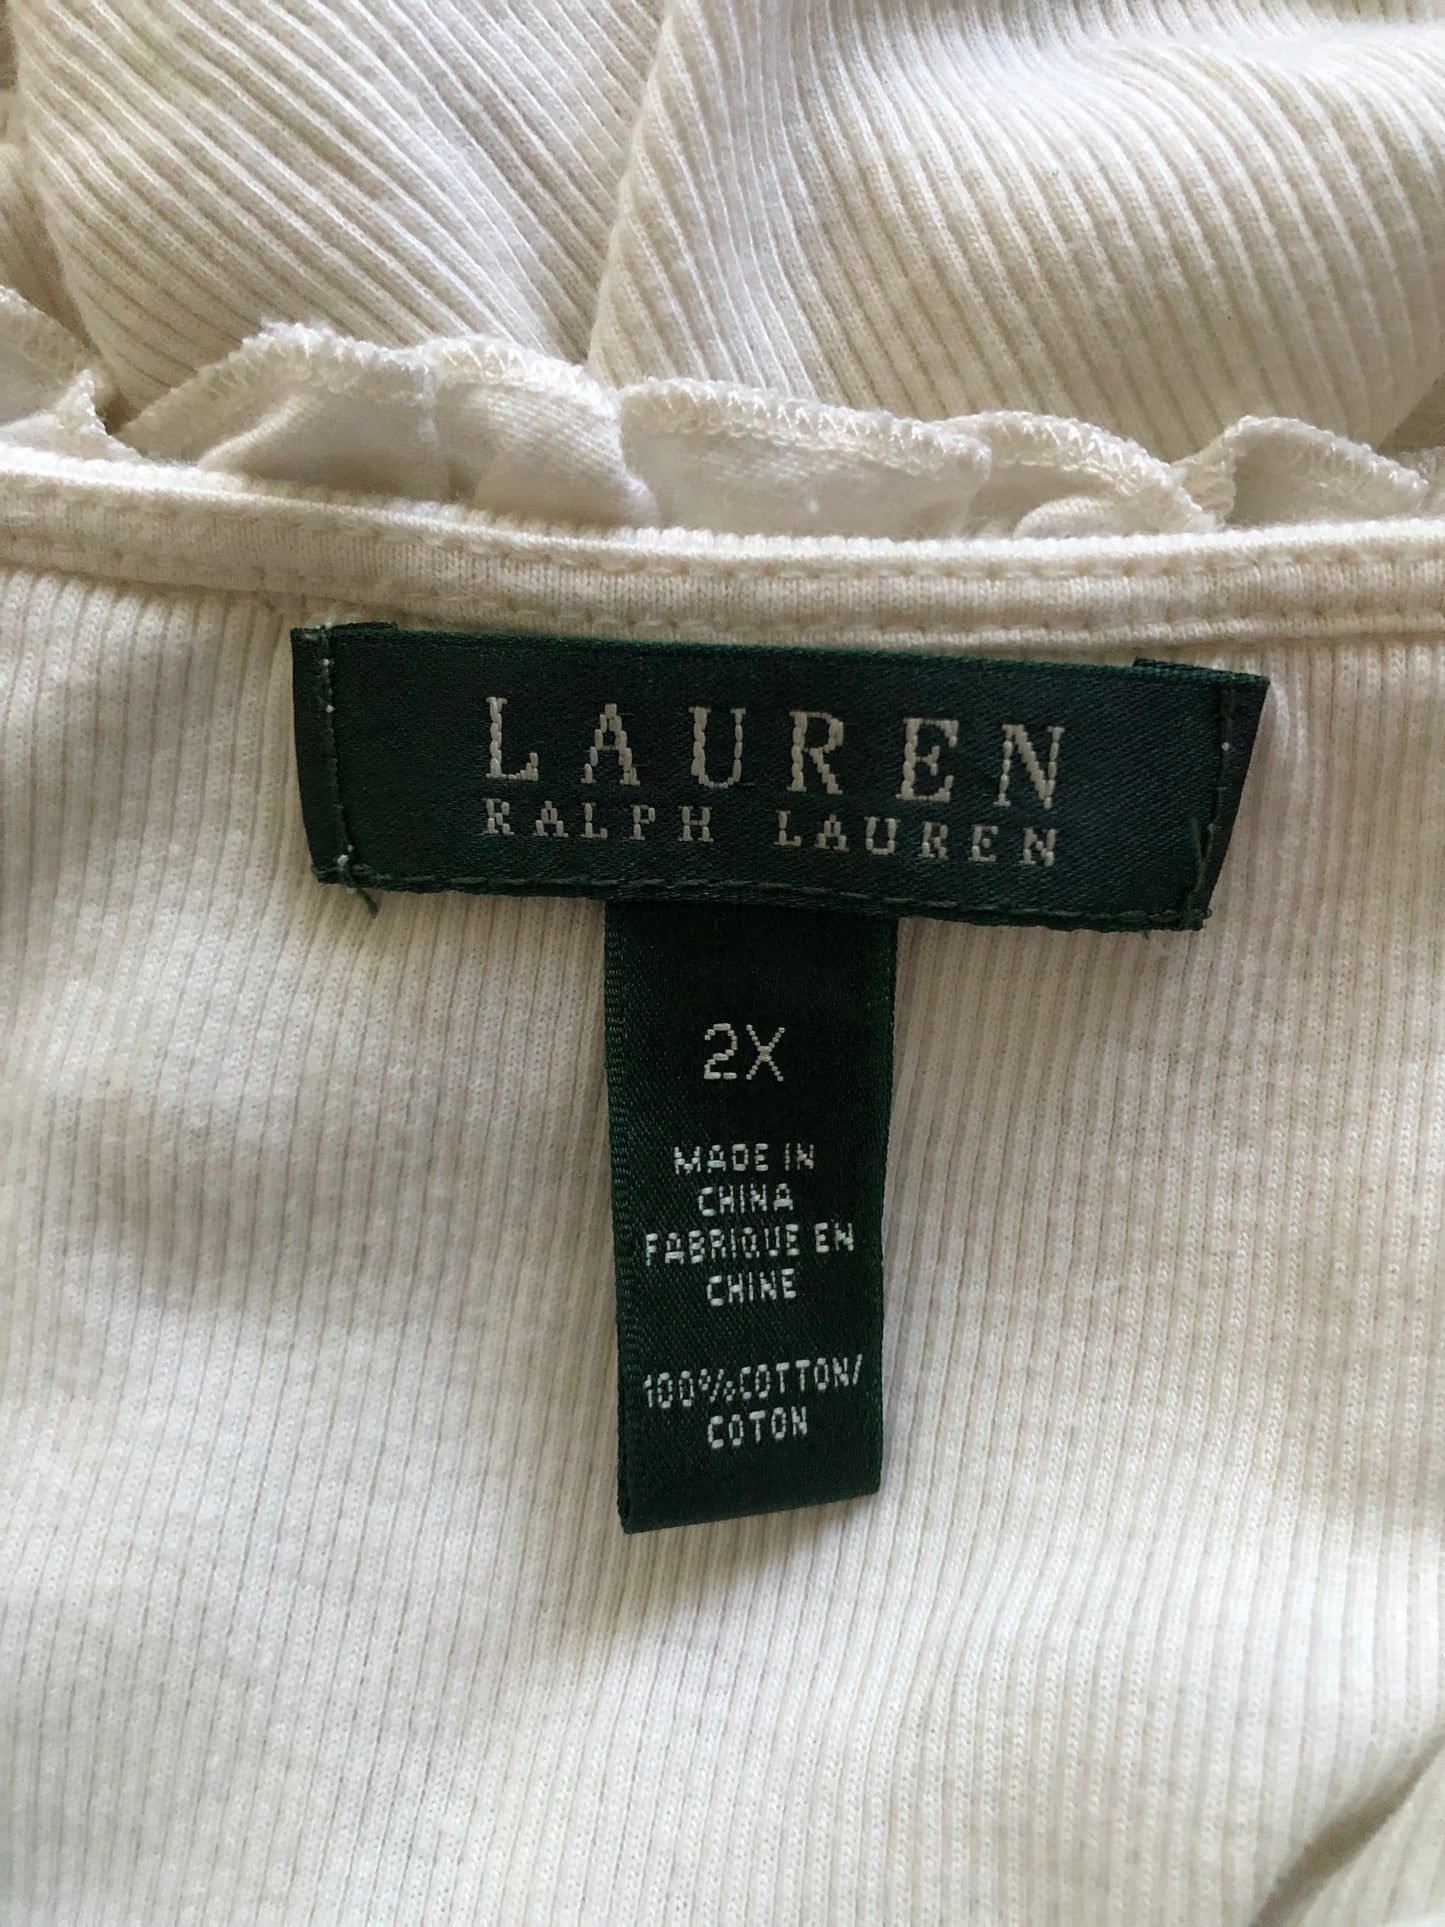 LAUREN
RALPH LAUREN
2X
MADE IN
CHINA
FABRIQUE EN
CHINE
100% COTTON/
COTON